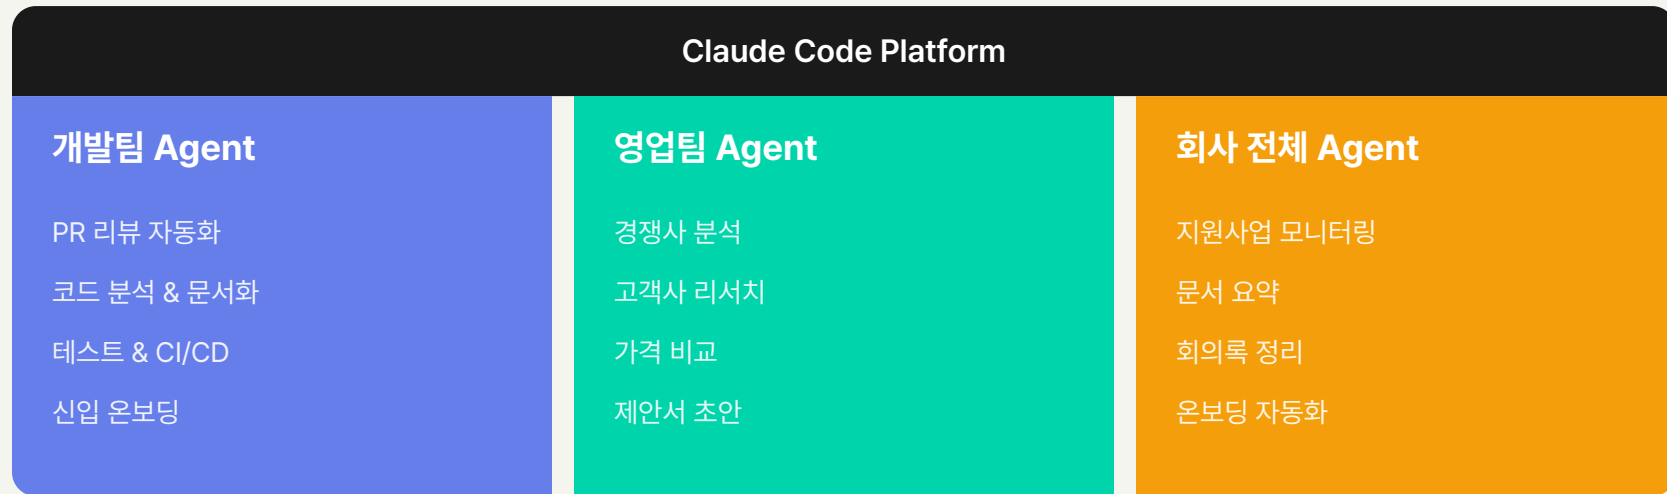 Claude Code Platform
개발팀 Agent
PR 리뷰 자동화
코드 분석 & 문서화
테스트 & CI/CD
신입 온보딩
영업팀 Agent
경쟁사 분석
고객사 리서치
가격 비교
제안서 초안
회사 전체 Agent
지원사업 모니터링
문서 요약
회의록 정리
온보딩 자동화